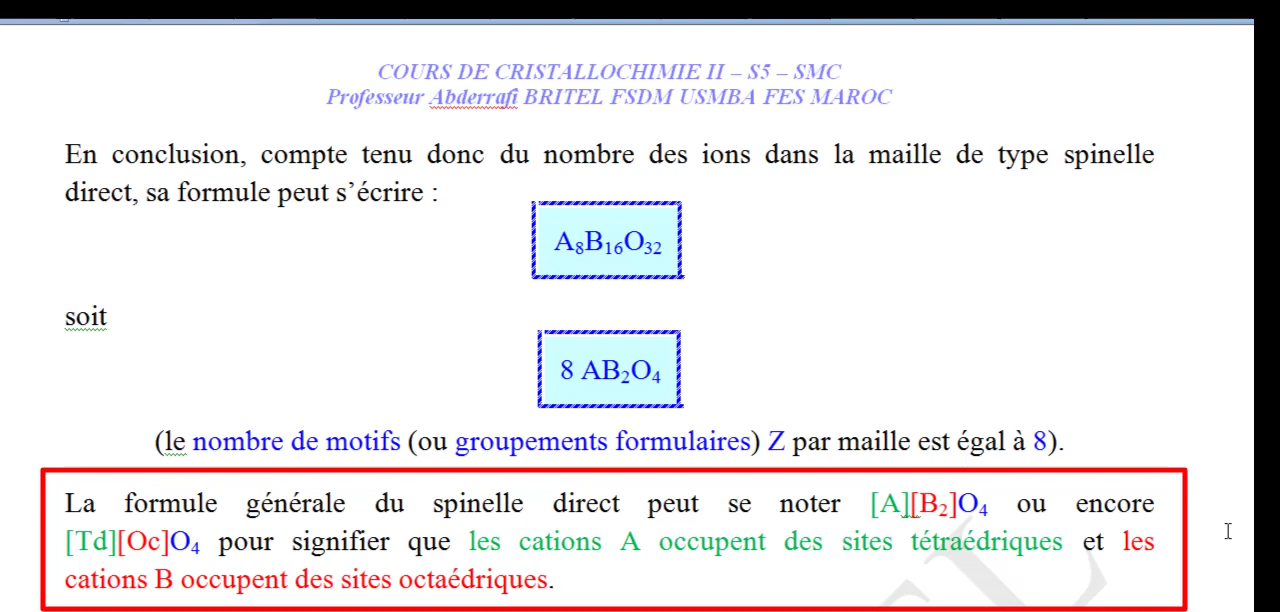 COURS DE CRISTALLOCHIMIE II – S5 – SMC
Professeur Abderrafi BRITEL FSDM USMBA FES MAROC
En conclusion, compte tenu donc du nombre des ions dans la maille de type spinelle
direct, sa formule peut s’écrire :
A₈B₁₆O₃₂
soit
8 AB₂O₄
(le nombre de motifs (ou groupements formulaires) Z par maille est égal à 8).
La formule générale du spinelle direct peut se noter [A][B₂]O₄ ou encore
[Td][Oc]O₄ pour signifier que les cations A occupent des sites tétraédriques et les
cations B occupent des sites octaédriques.